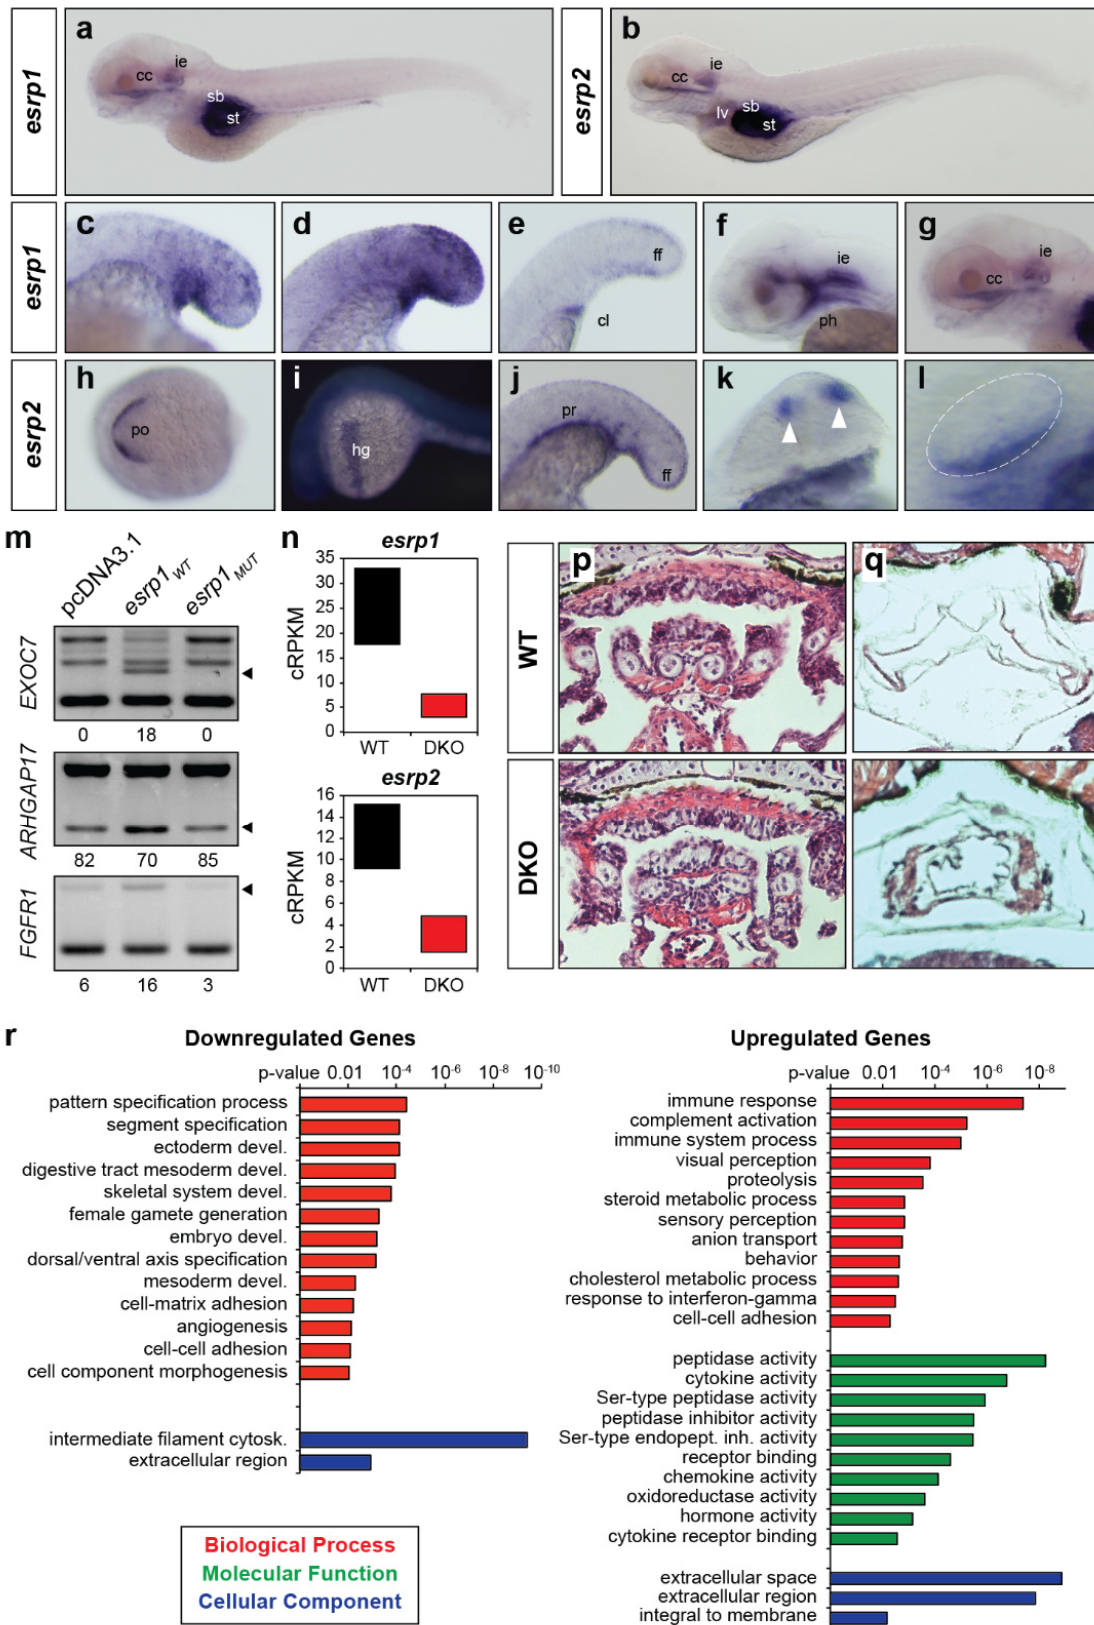 a
b
esrp1
esrp2
cc
ie
sb
st
cc
ie
lv
sb
st
c
d
e
f
g
esrp1
ff
cl
ie
ph
ie
cc
h
i
j
k
l
esrp2
po
hg
pr
ff
m
pcDNA3.1
esrp1WT
esrp1MUT
EXOC7
0 18 0
ARHGAP17
82 70 85
FGFR1
6 16 3
n
esrp1
cRPKM
35
30
25
20
15
10
5
0
WT DKO
esrp2
cRPKM
16
14
12
10
8
6
4
2
0
WT DKO
p
q
WT
DKO
r
Downregulated Genes
p-value 0.01 10-4 10-6 10-8 10-10
pattern specification process
segment specification
ectoderm devel.
digestive tract mesoderm devel.
skeletal system devel.
female gamete generation
embryo devel.
dorsal/ventral axis specification
mesoderm devel.
cell-matrix adhesion
angiogenesis
cell-cell adhesion
cell component morphogenesis
intermediate filament cytosk.
extracellular region
Biological Process
Molecular Function
Cellular Component
Upregulated Genes
p-value 0.01 10-4 10-6 10-8
immune response
complement activation
immune system process
visual perception
proteolysis
steroid metabolic process
sensory perception
anion transport
behavior
cholesterol metabolic process
response to interferon-gamma
cell-cell adhesion
peptidase activity
cytokine activity
Ser-type peptidase activity
peptidase inhibitor activity
Ser-type endopept. inh. activity
receptor binding
chemokine activity
oxidoreductase activity
hormone activity
cytokine receptor binding
extracellular space
extracellular region
integral to membrane